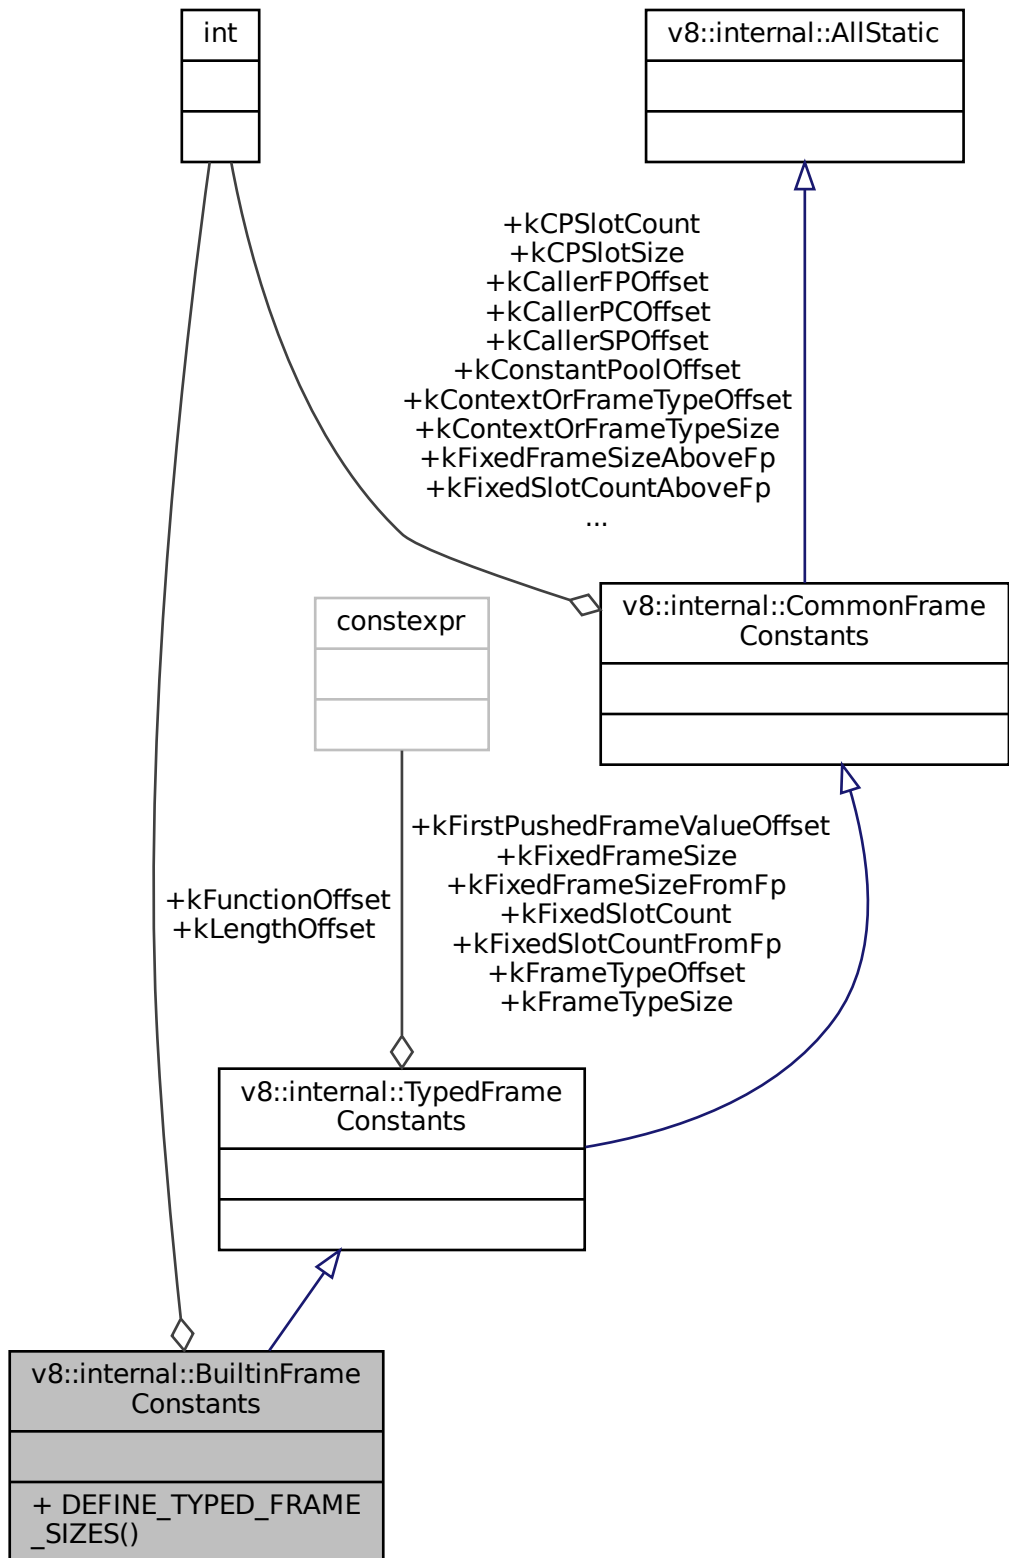 int
v8::internal::AllStatic
+kCPSlotCount
+kCPSlotSize
+kCallerFPOffset
+kCallerPCOffset
+kCallerSPOffset
+kConstantPoolOffset
+kContextOrFrameTypeOffset
+kContextOrFrameTypeSize
+kFixedFrameSizeAboveFp
+kFixedSlotCountAboveFp
...
v8::internal::CommonFrame
Constants
constexpr
+kFirstPushedFrameValueOffset
+kFixedFrameSize
+kFixedFrameSizeFromFp
+kFixedSlotCount
+kFixedSlotCountFromFp
+kFrameTypeOffset
+kFrameTypeSize
+kFunctionOffset
+kLengthOffset
v8::internal::TypedFrame
Constants
v8::internal::BuiltinFrame
Constants
+ DEFINE_TYPED_FRAME
_SIZES()